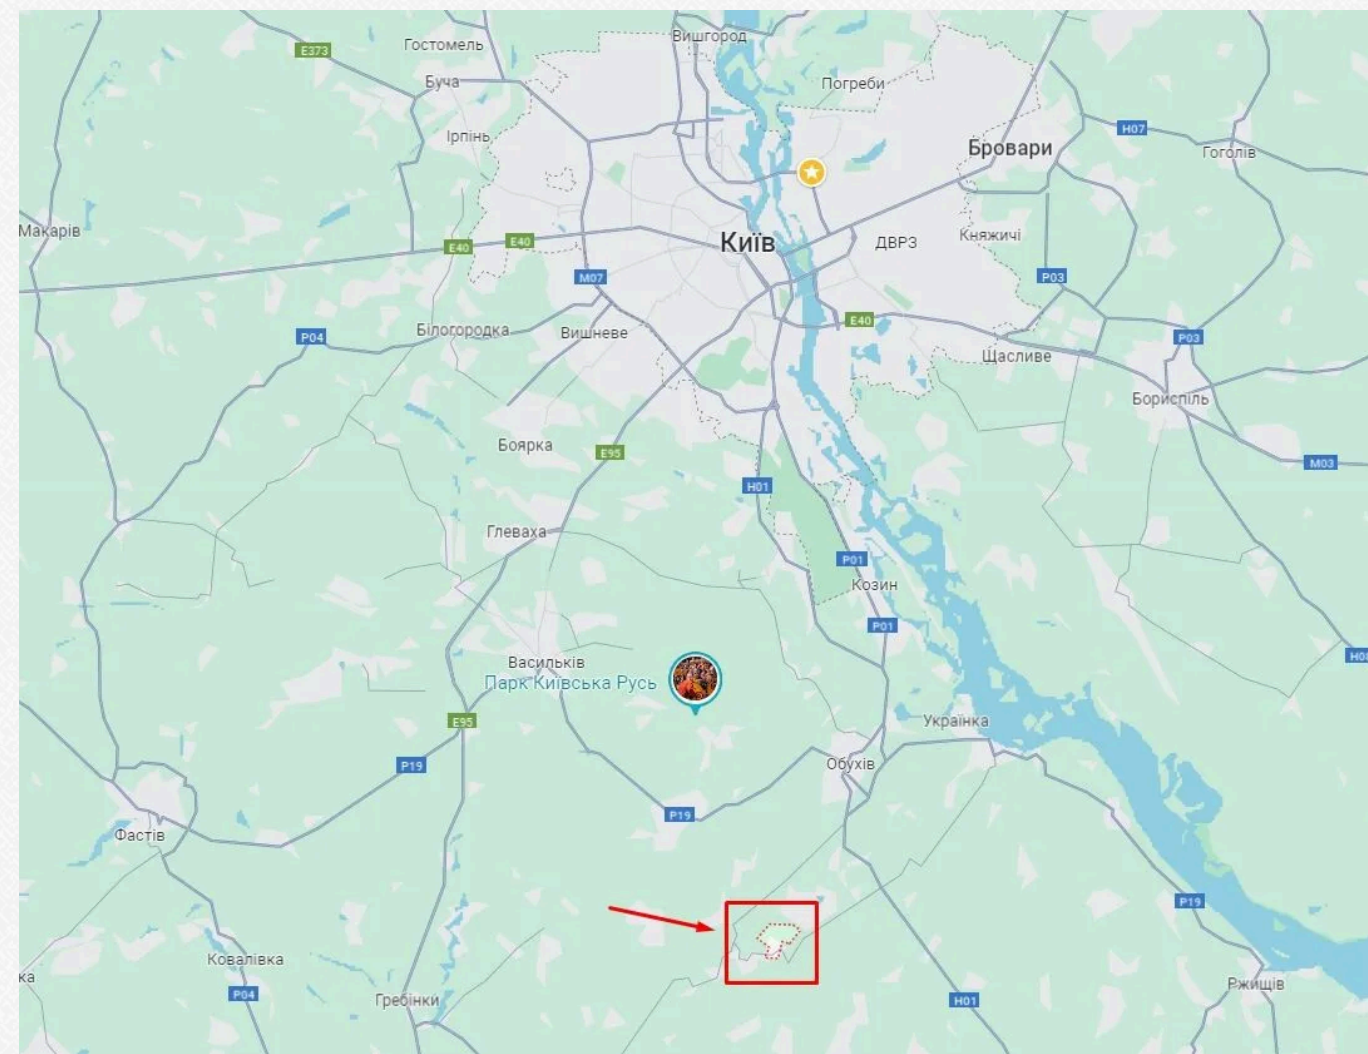 Вишгород
Гостомель
E373
Буча
Погреби
H07
Ірпінь
Бровари
Гоголів
Макарів
E40
E40
Київ
ДВРЗ
Княжичі
M07
P03
P04
Білогородка
Вишневе
E40
P03
Щасливе
Бориспіль
Боярка
E95
M03
H01
Глеваха
P01
Козин
P01
Васильків
Парк Київська Русь
E95
Українка
P19
Обухів
P19
Фастів
P19
Ковалівка
ка
P04
Гребінки
H01
Ржищів